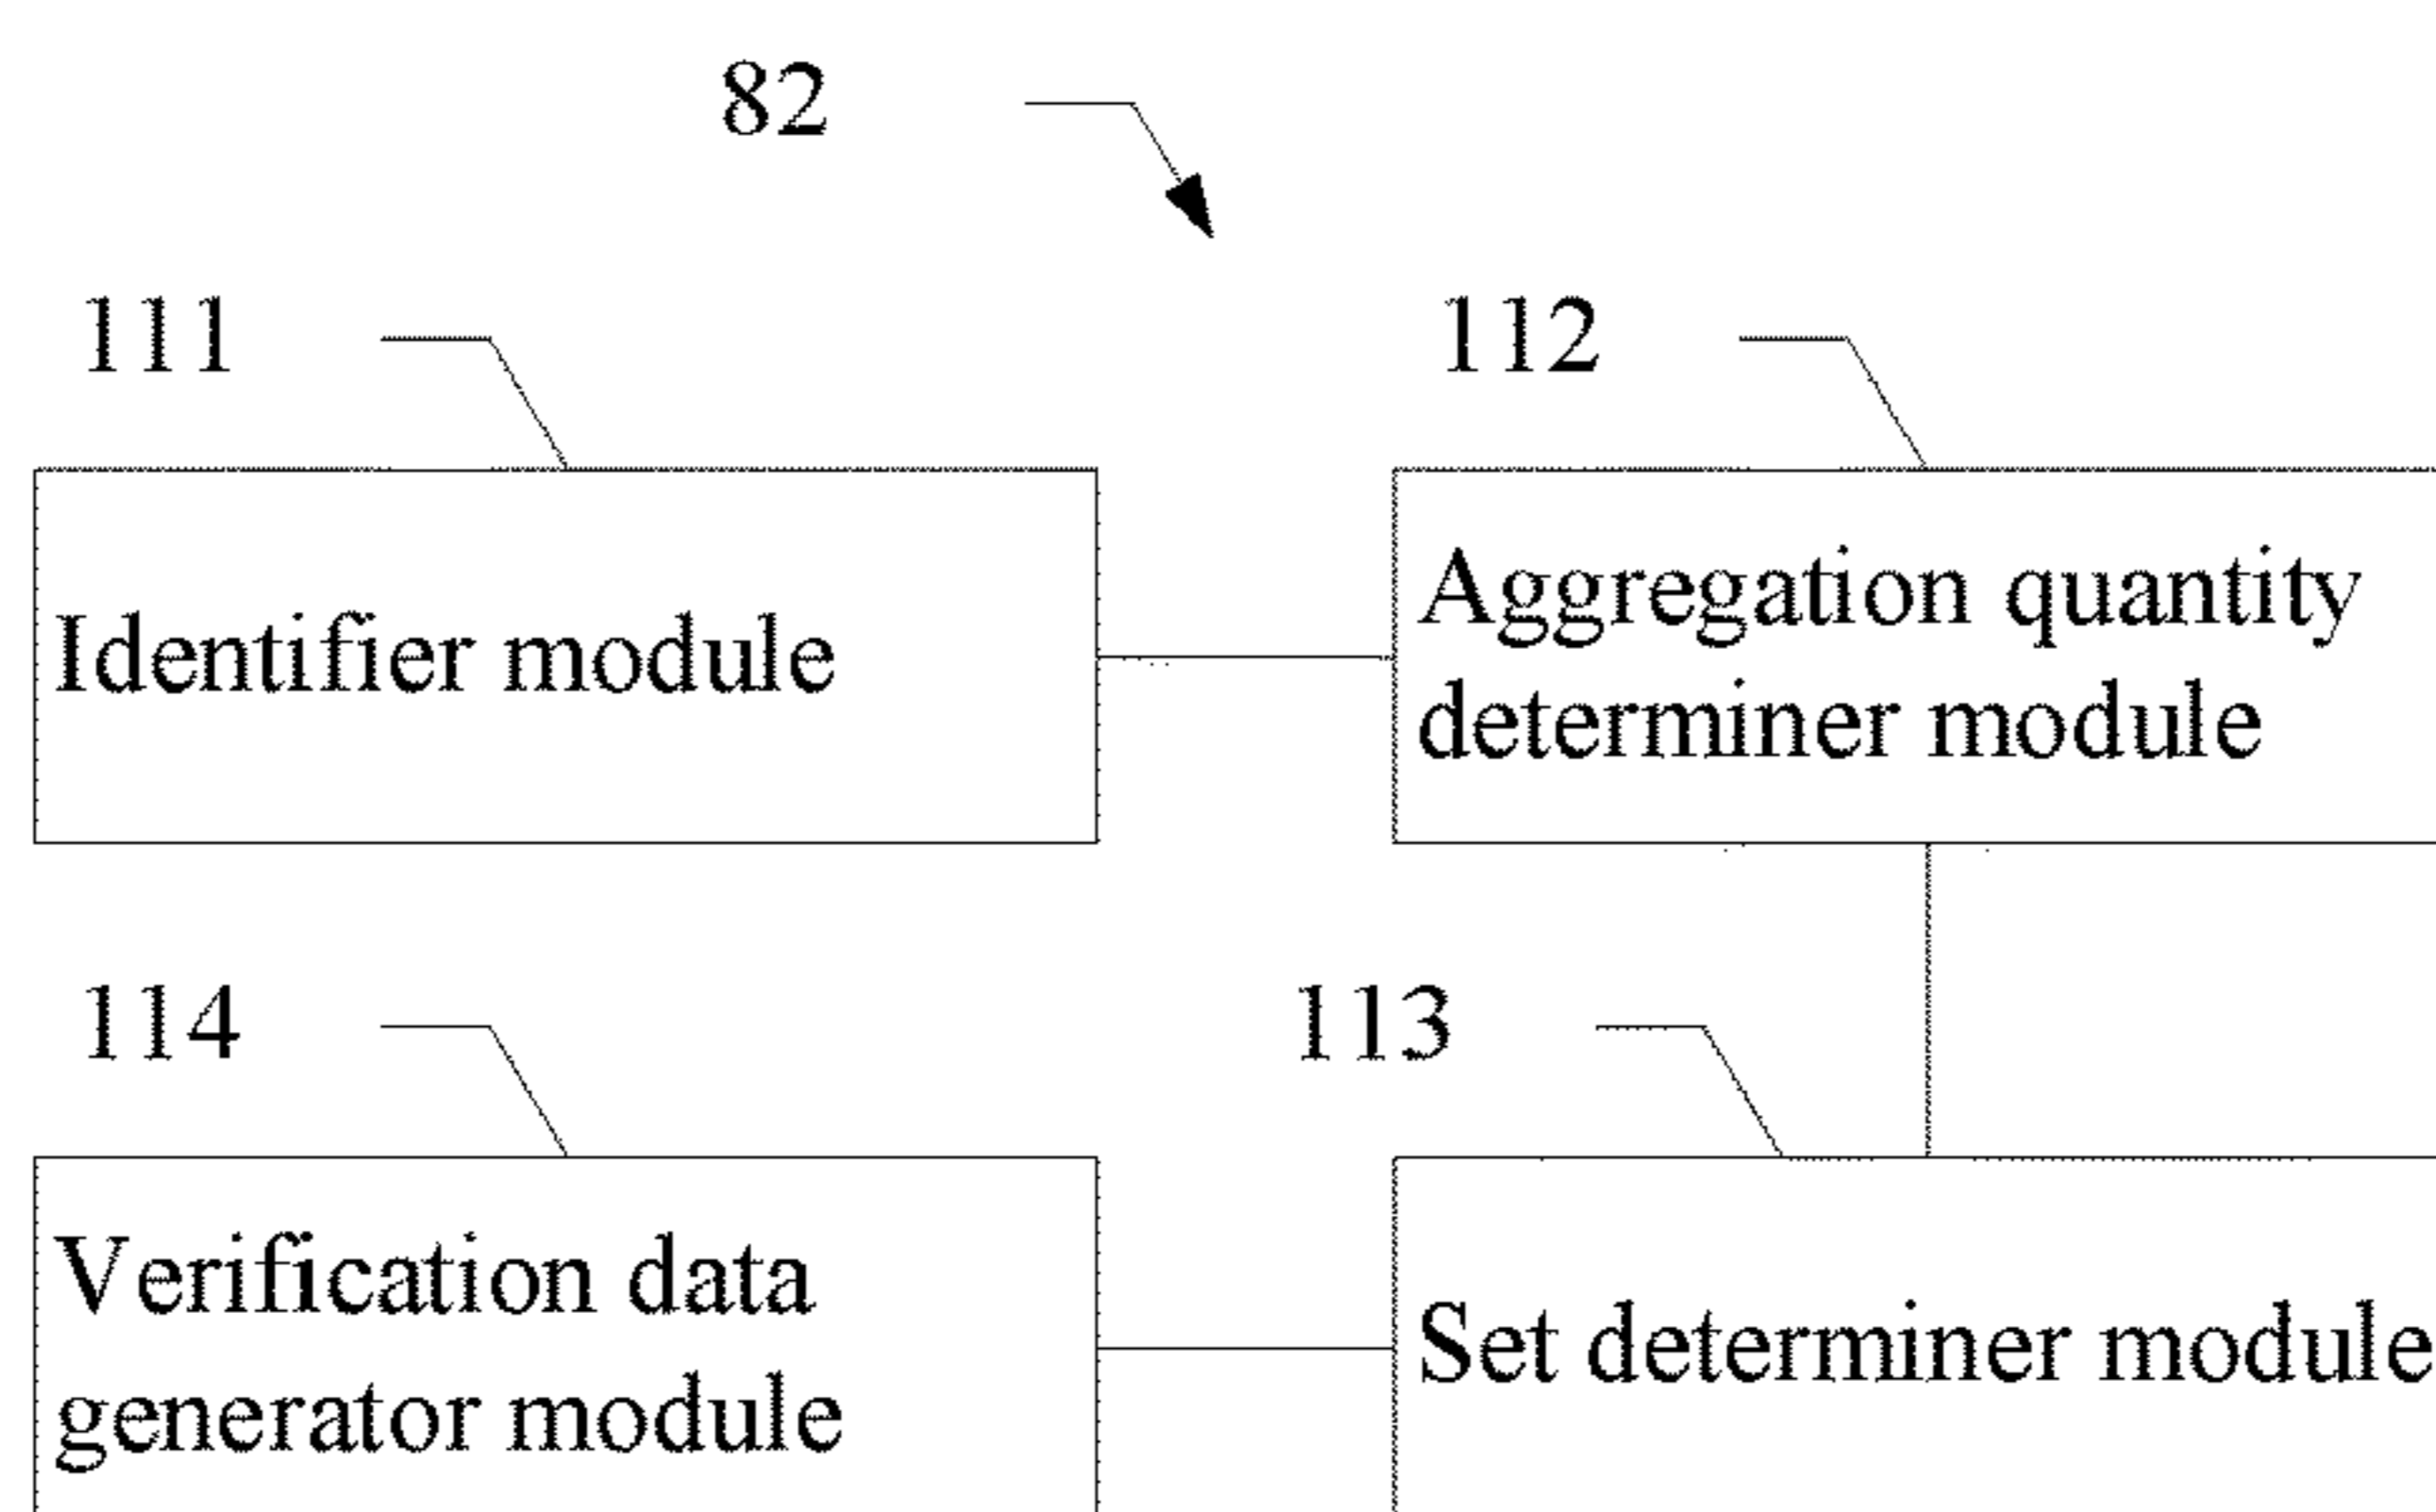 82
111
112
Identifier module
Aggregation quantity
determiner module
114
113
Verification data
generator module
Set determiner module